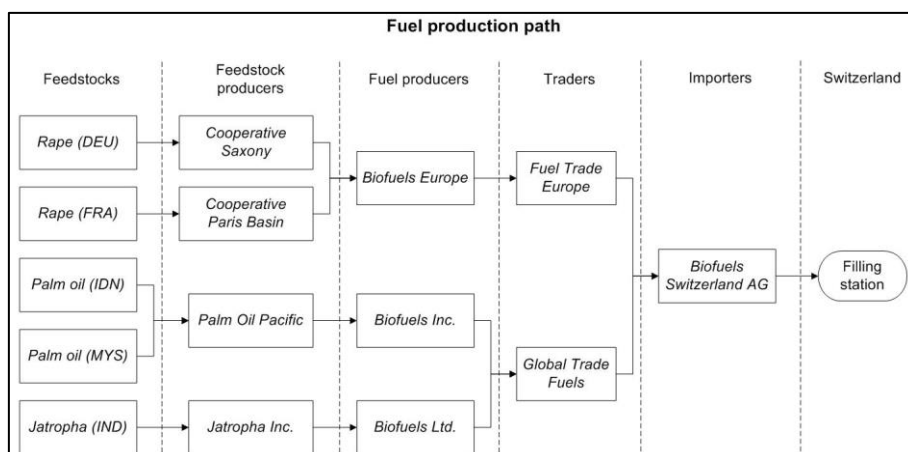 Fuel production path
Feedstocks
Feedstock
producers
Fuel producers
Traders
Importers
Switzerland
Rape (DEU)
Cooperative
Saxony
Biofuels Europe
Fuel Trade
Europe
Rape (FRA)
Cooperative
Paris Basin
Biofuels
Switzerland AG
Filling
station
Palm oil (IDN)
Palm Oil Pacific
Biofuels Inc.
Palm oil (MYS)
Global Trade
Fuels
Jatropha (IND)
Jatropha Inc.
Biofuels Ltd.